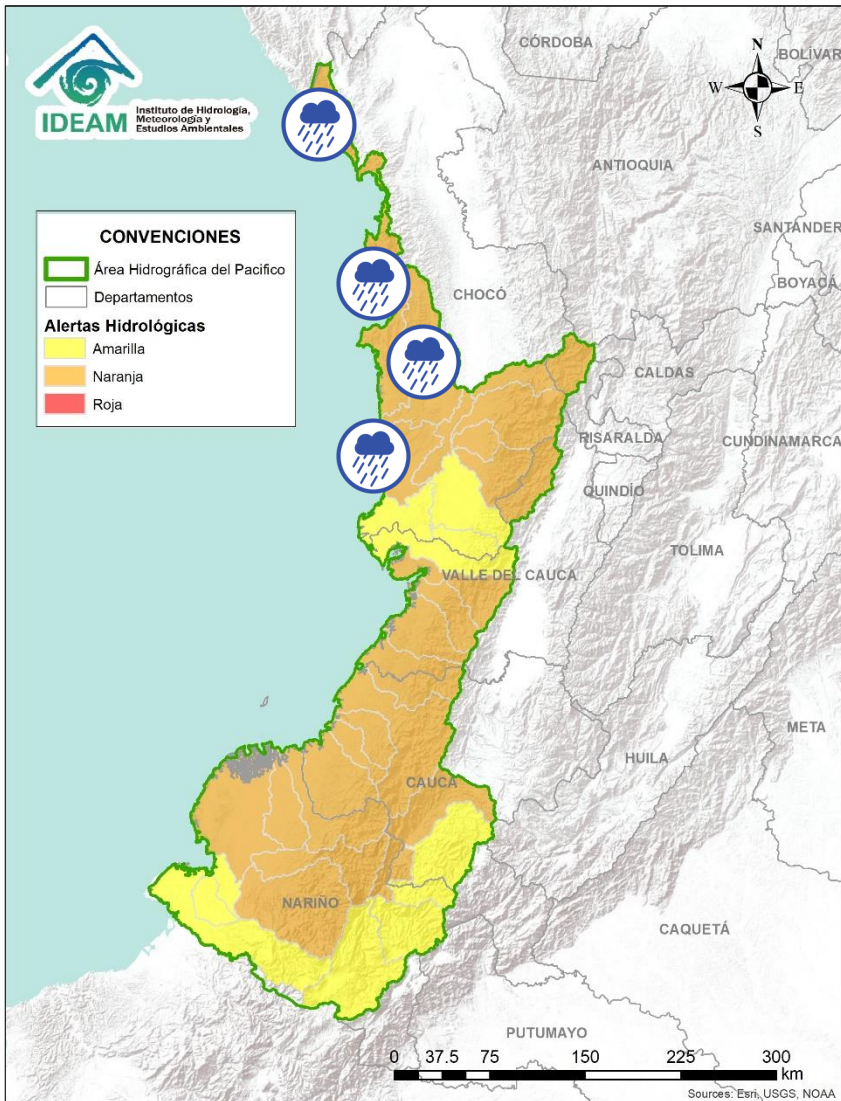 IDEAM
Instituto de Hidrología,
Meteorología y
Estudios Ambientales
N
W E
S
CÓRDOBA
BOLÍVAR
ANTIOQUIA
SANTANDER
BOYACÁ
CHOCÓ
CALDAS
RISARALDA
CUNDINAMARCA
QUINDÍO
TOLIMA
VALLE DEL CAUCA
META
HUILA
CAUCA
NARIÑO
CAQUETÁ
PUTUMAYO
CONVENCIONES
Área Hidrográfica del Pacifico
Departamentos
Alertas Hidrológicas
Amarilla
Naranja
Roja
0 37.5 75 150 225 300
km
Sources: Esri, USGS, NOAA